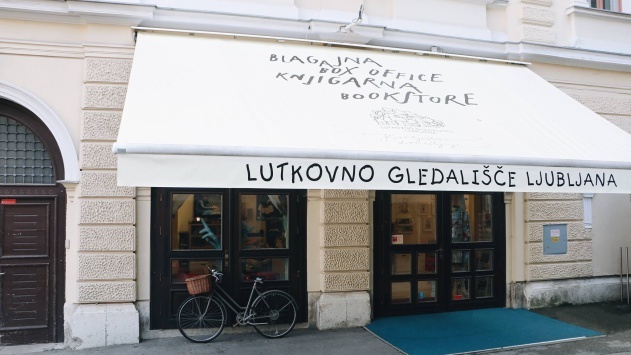 BLAGAJNA
BOX OFFICE
KNJIGARNA
BOOKSTORE
LUTKOVNO GLEDALIŠČE LJUBLJANA